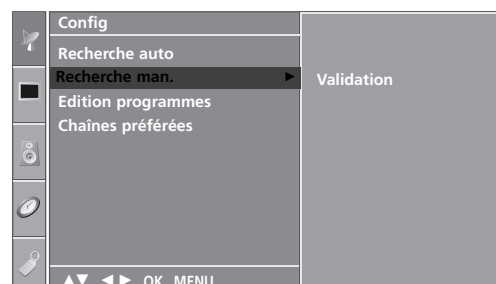 Config
Recherche auto
Recherche man. ►
Validation
Edition programmes
Chaînes préférées
▲▼ ◄► OK MENU